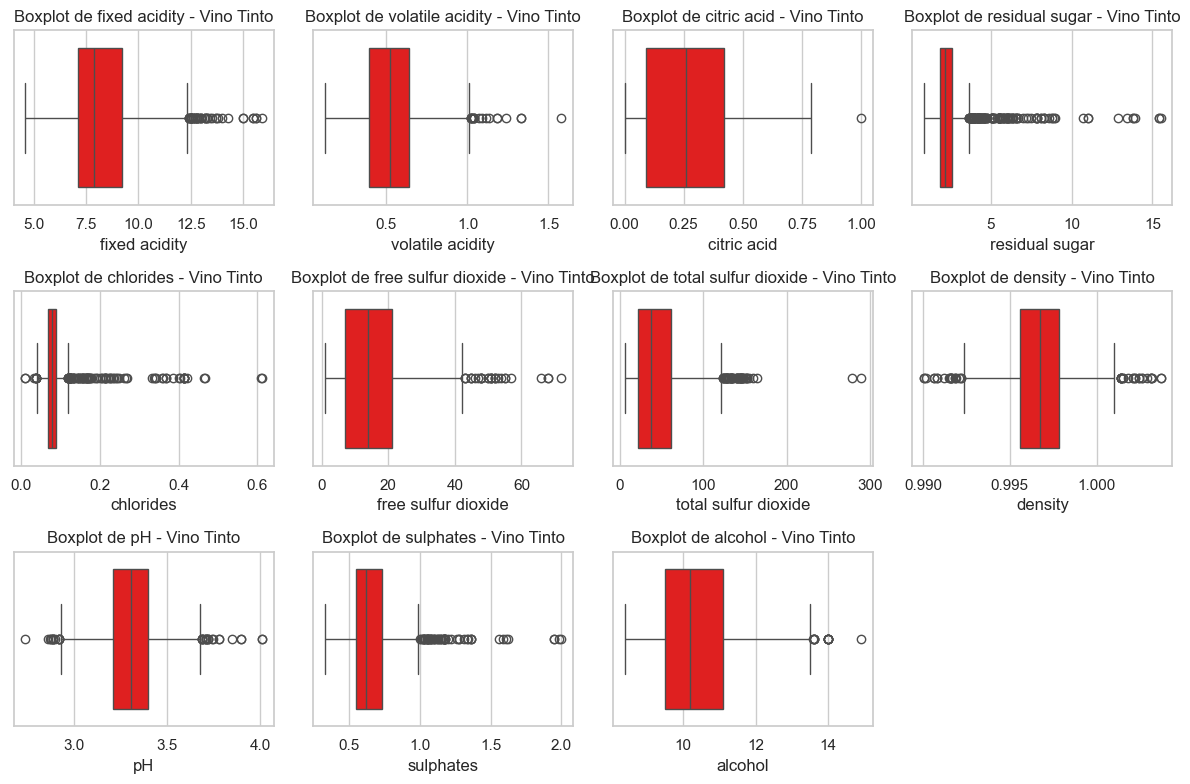 Boxplot de fixed acidity - Vino Tinto
5.0 7.5 10.0 12.5 15.0
fixed acidity
Boxplot de volatile acidity - Vino Tinto
0.5 1.0 1.5
volatile acidity
Boxplot de citric acid - Vino Tinto
0.00 0.25 0.50 0.75 1.00
citric acid
Boxplot de residual sugar - Vino Tinto
5 10 15
residual sugar
Boxplot de chlorides - Vino Tinto
0.0 0.2 0.4 0.6
chlorides
Boxplot de free sulfur dioxide - Vino Tinto
0 20 40 60
free sulfur dioxide
Boxplot de total sulfur dioxide - Vino Tinto
0 100 200 300
total sulfur dioxide
Boxplot de density - Vino Tinto
0.990 0.995 1.000
density
Boxplot de pH - Vino Tinto
3.0 3.5 4.0
pH
Boxplot de sulphates - Vino Tinto
0.5 1.0 1.5 2.0
sulphates
Boxplot de alcohol - Vino Tinto
10 12 14
alcohol